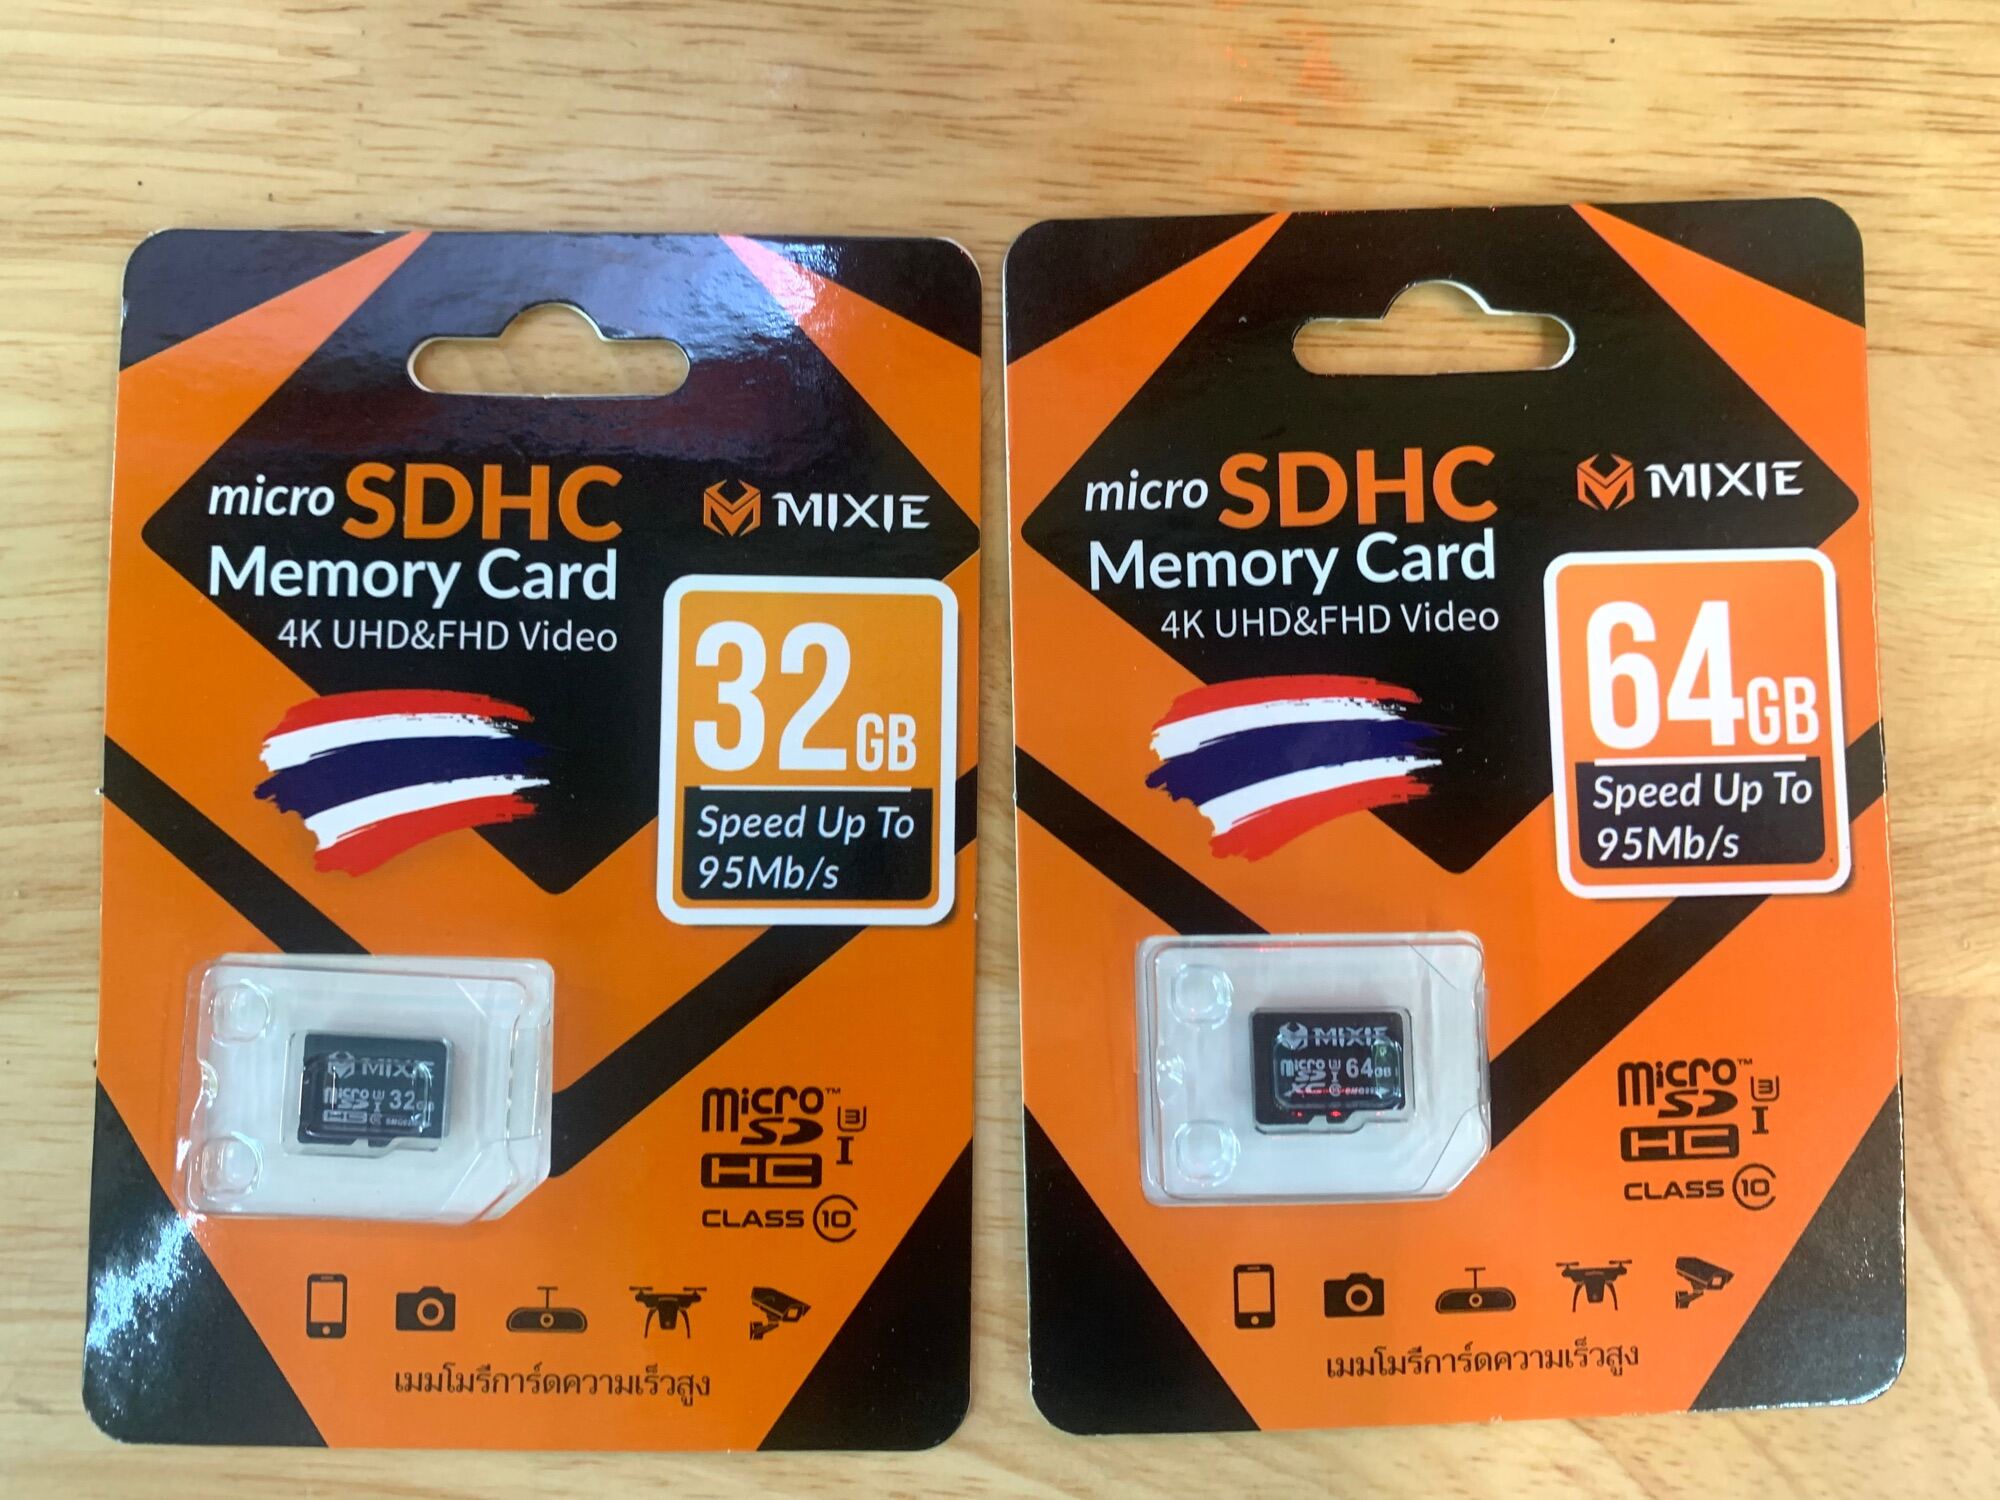 micro SDHC
Memory Card
4K UHD&FHD Video
MIXIE
32GB
Speed Up To
95Mb/s
MIXIE
micro
SD
HC
U3
I
32GB
micro
SD
HC
U3
I
CLASS 10
เมมโมรีการ์ดความเร็วสูง
micro SDHC
Memory Card
4K UHD&FHD Video
MIXIE
64GB
Speed Up To
95Mb/s
MIXIE
micro
SD
XC
U3
I
64GB
micro
SD
HC
U3
I
CLASS 10
เมมโมรีการ์ดความเร็วสูง